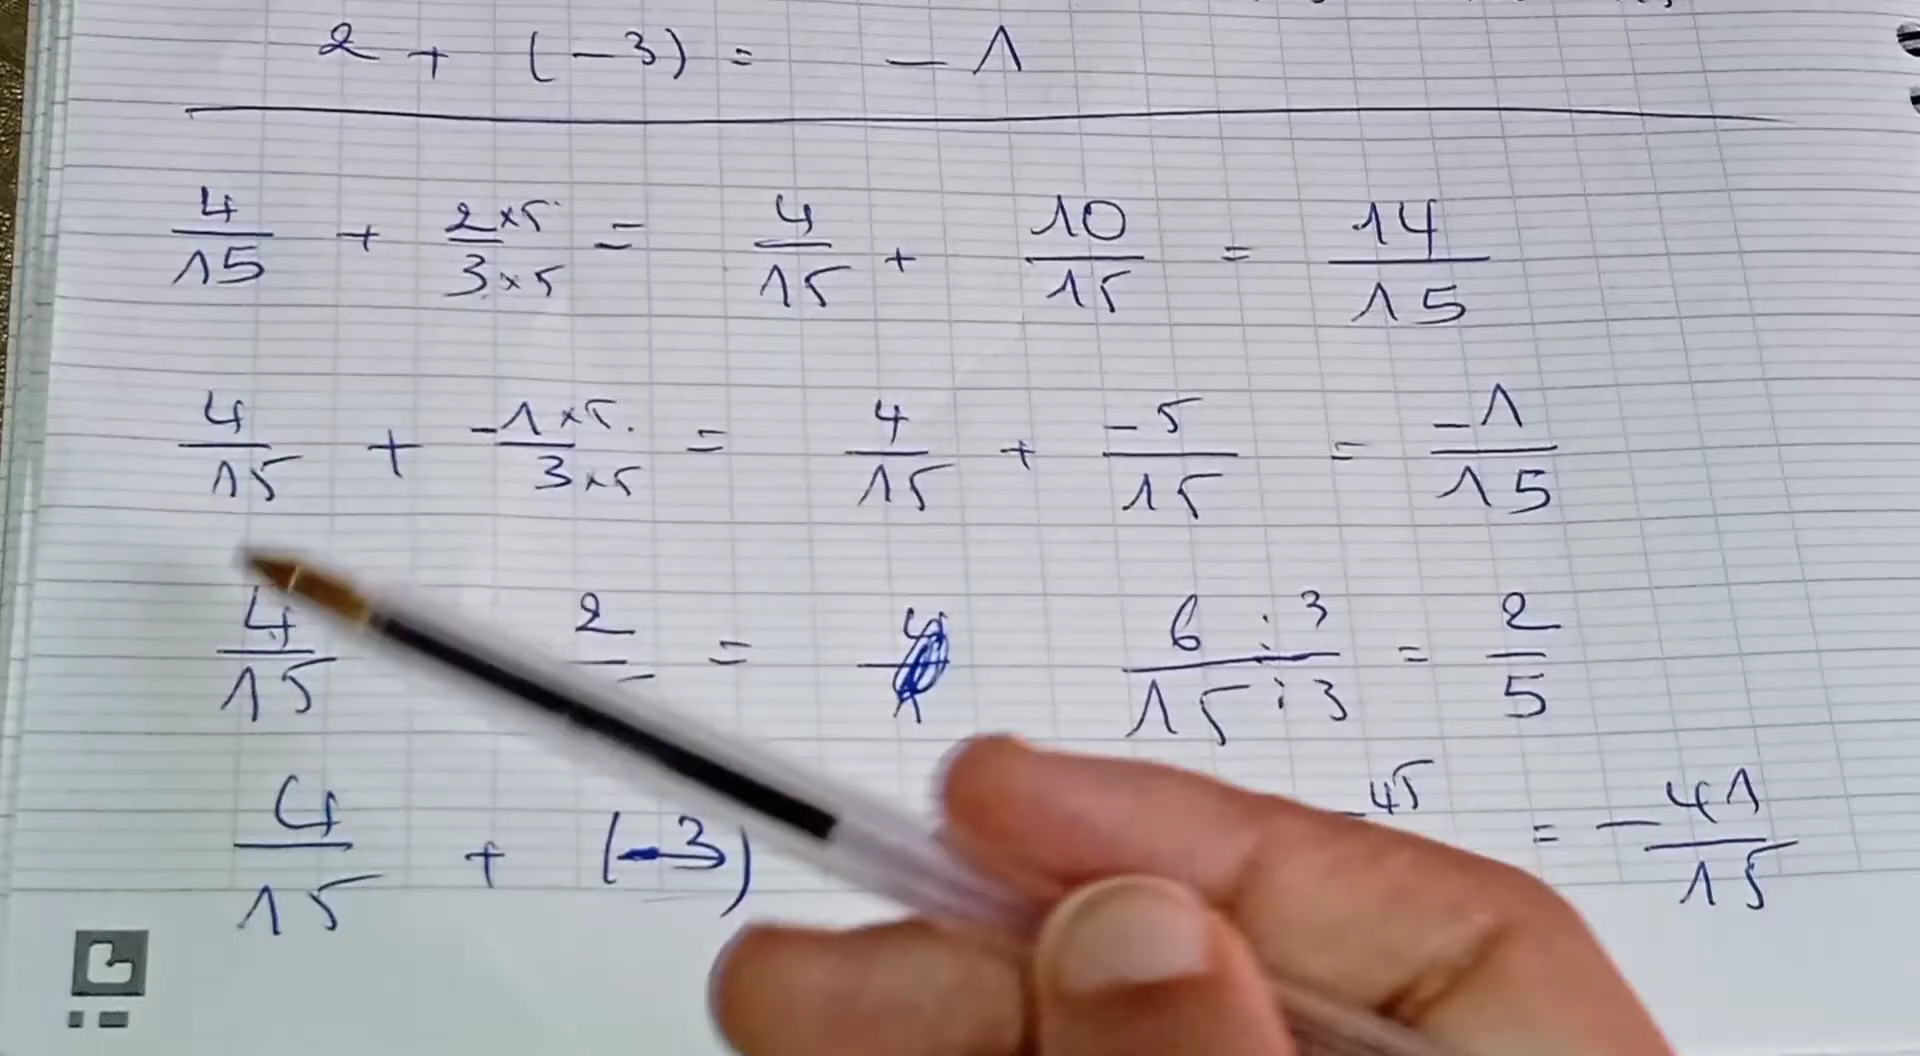 2 + (-3) = -1
4/15 + 2×5/3×5 = 4/15 + 10/15 = 14/15
4/15 + -1×5/3×5 = 4/15 + -5/15 = -1/15
4/15 2 = 6:3/15:3 = 2/5
4/15 + (-3) -45 = -41/15